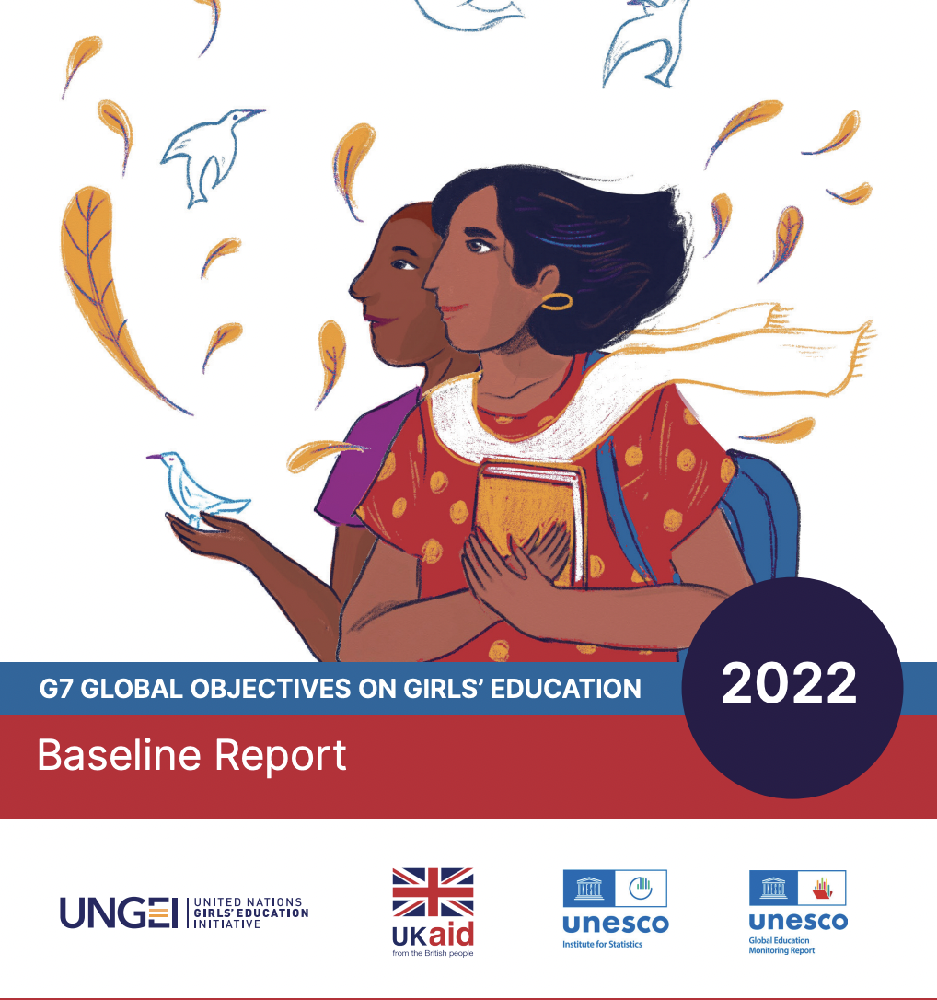 G7 GLOBAL OBJECTIVES ON GIRLS’ EDUCATION
2022
Baseline Report
UNGEI
UNITED NATIONS
GIRLS’ EDUCATION
INITIATIVE
UKaid
from the British people
unesco
Institute for Statistics
unesco
Global Education
Monitoring Report